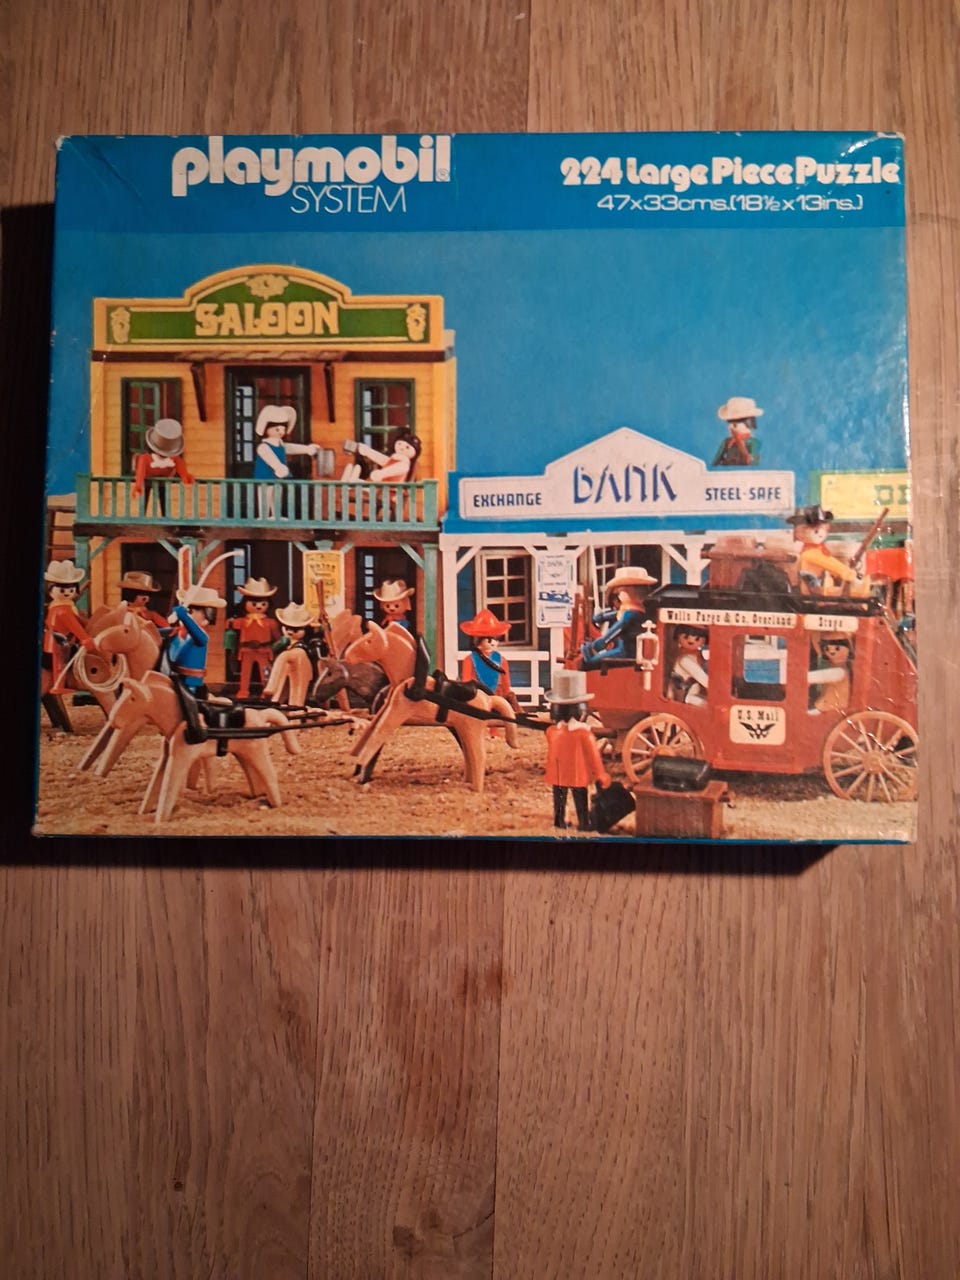 playmobil®
SYSTEM
224 Large Piece Puzzle
47x33cms.(18½x13ins.)
SALOON
EXCHANGE
BANK
STEEL-SAFE
BANK
Wells Fargo & Co. Overland
Stage
U.S. Mail